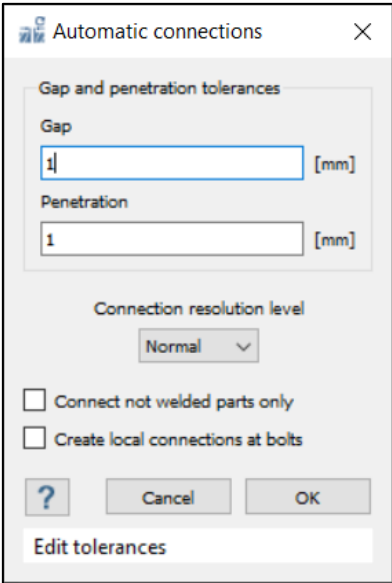 Automatic connections
Gap and penetration tolerances
Gap
1 [mm]
Penetration
1 [mm]
Connection resolution level
Normal
Connect not welded parts only
Create local connections at bolts
? Cancel OK
Edit tolerances